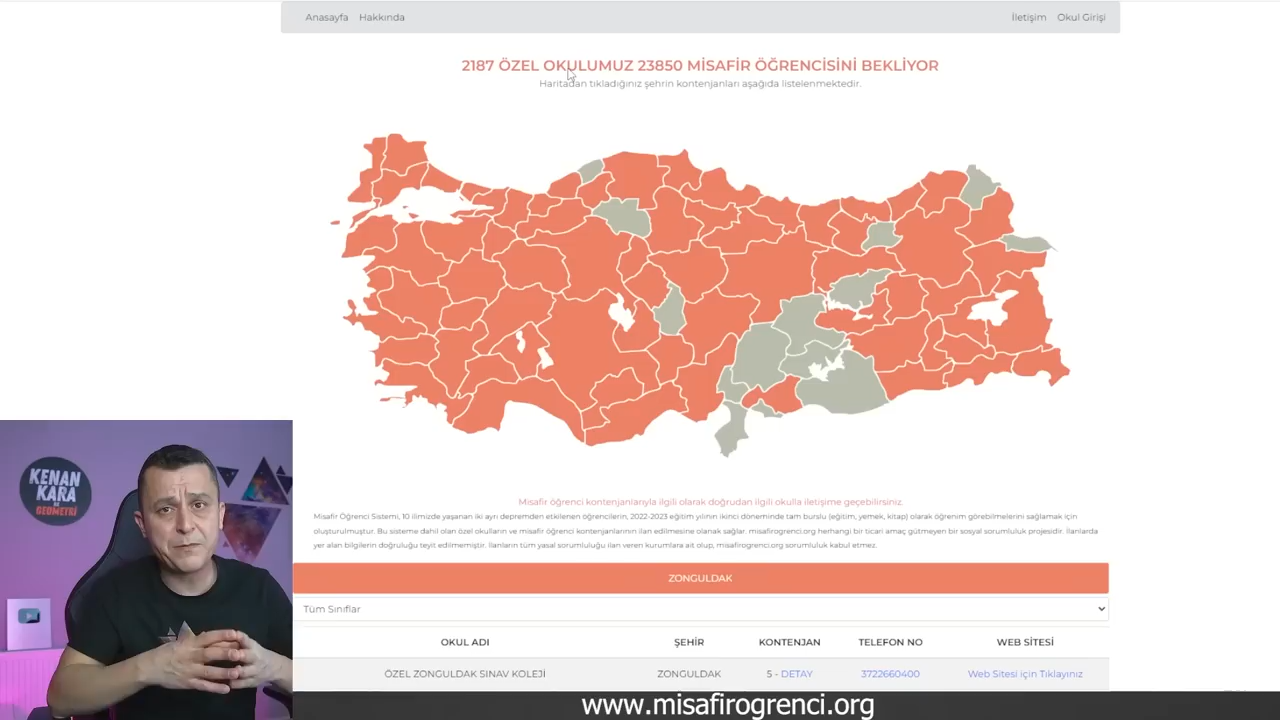 Anasayfa Hakkında İletişim Okul Girişi
2187 ÖZEL OKULUMUZ 23850 MİSAFİR ÖĞRENCİSİNİ BEKLİYOR
Haritadan tıkladığınız şehrin kontenjanları aşağıda listelenmektedir.
Misafir öğrenci kontenjanlarıyla ilgili olarak doğrudan ilgili okulla iletişime geçebilirsiniz.
Misafir Öğrenci Sistemi, 10 ilimizde yaşanan iki ayrı depremden etkilenen öğrencilerin, 2022-2023 eğitim yılının ikinci döneminde tam burslu (eğitim, yemek, kitap) olarak öğrenim görebilmelerini sağlamak için
oluşturulmuştur. Bu sisteme dahil olan özel okulların ve misafir öğrenci kontenjanlarının ilan edilmesine olanak sağlar. misafirogrenci.org herhangi bir ticari amaç gütmeyen bir sosyal sorumluluk projesidir. İlanlarda
yer alan bilgilerin doğruluğu teyit edilmemiştir. İlanların tüm yasal sorumluluğu ilan veren kurumlara ait olup, misafirogrenci.org sorumluluk kabul etmez.
ZONGULDAK
Tüm Sınıflar
OKUL ADI ŞEHİR KONTENJAN TELEFON NO WEB SİTESİ
ÖZEL ZONGULDAK SINAV KOLEJİ ZONGULDAK 5 - DETAY 3722660400 Web Sitesi için Tıklayınız
KENAN
KARA
GEOMETRİ
www.misafirogrenci.org